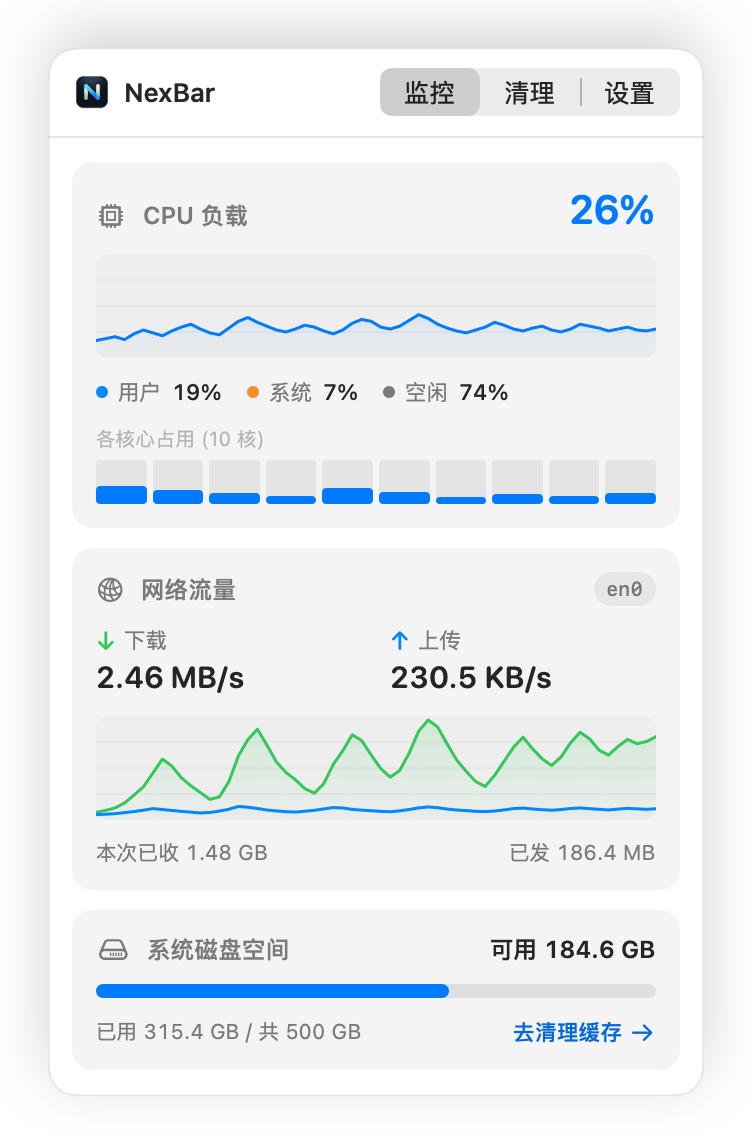 NexBar
监控 清理 设置
CPU 负载 26%
用户 19% 系统 7% 空闲 74%
各核心占用 (10 核)
网络流量 en0
下载 上传
2.46 MB/s 230.5 KB/s
本次已收 1.48 GB 已发 186.4 MB
系统磁盘空间 可用 184.6 GB
已用 315.4 GB / 共 500 GB 去清理缓存 →